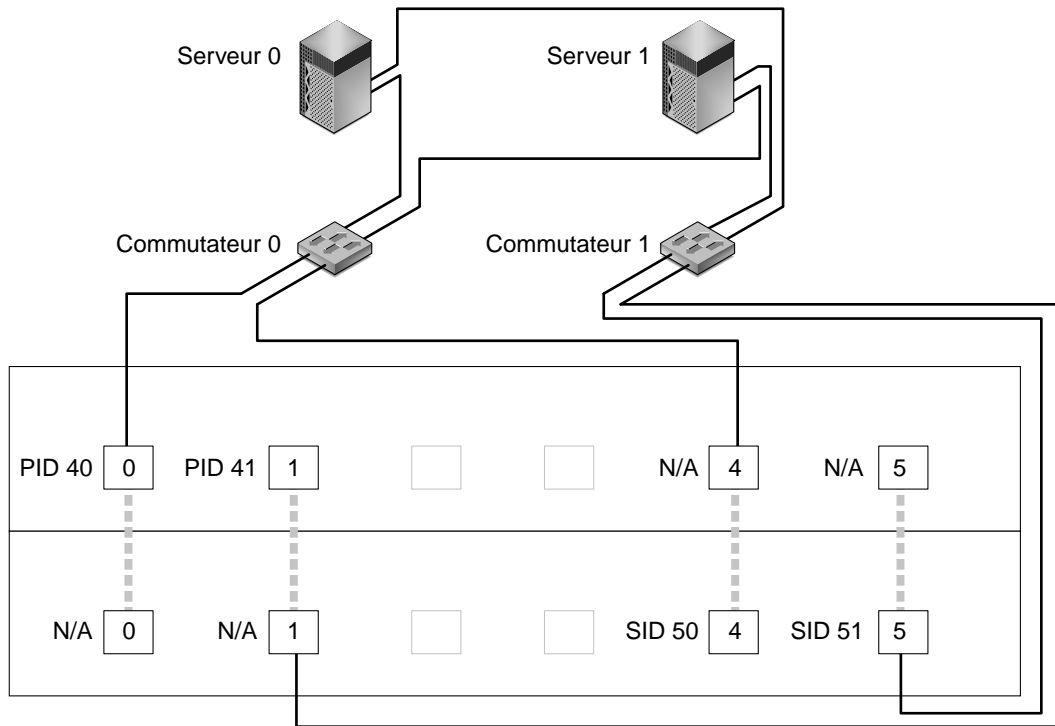 Serveur 0
Serveur 1
Commutateur 0
Commutateur 1
PID 40 0 PID 41 1 N/A 4 N/A 5
N/A 0 N/A 1 SID 50 4 SID 51 5